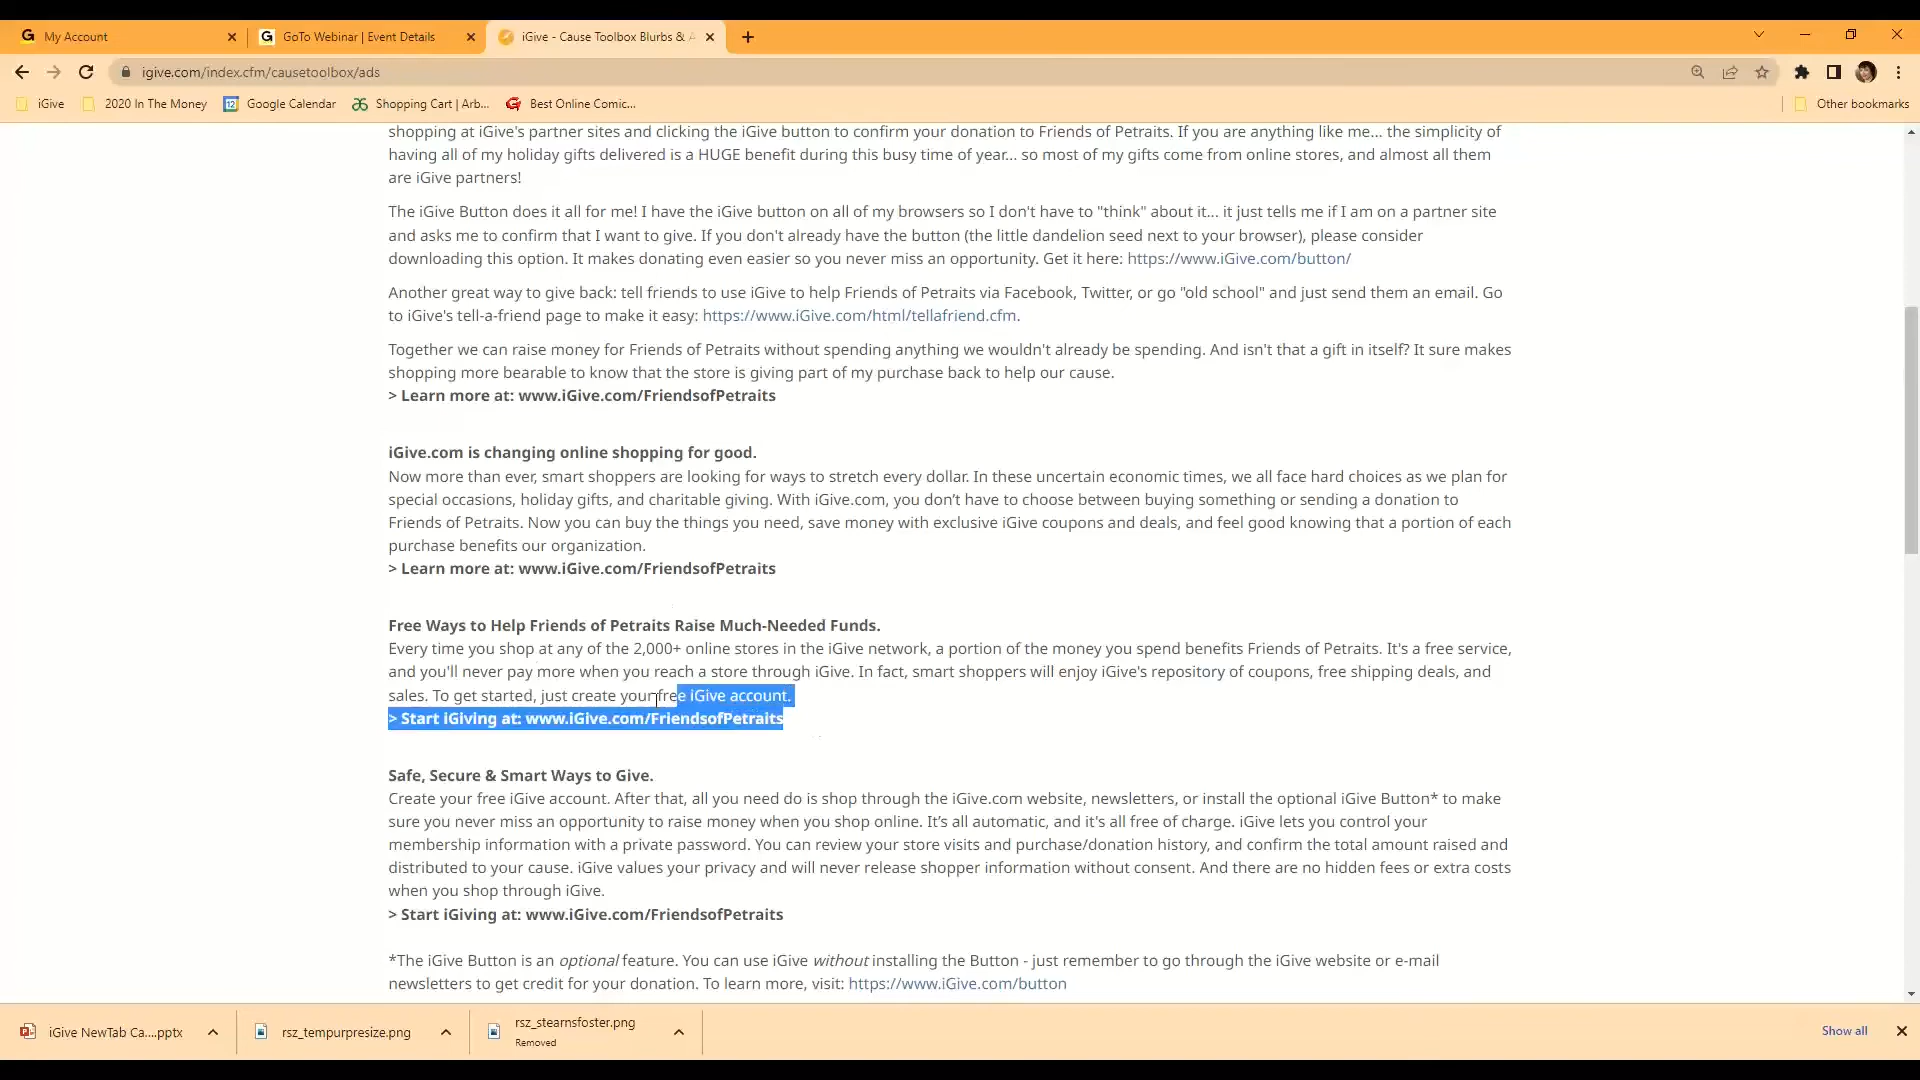 My Account
GoTo Webinar | Event Details
iGive - Cause Toolbox Blurbs & A
igive.com/index.cfm/causetoolbox/ads
iGive
2020 In The Money
Google Calendar
Shopping Cart | Arb...
Best Online Comic...
Other bookmarks
shopping at iGive's partner sites and clicking the iGive button to confirm your donation to Friends of Petraits. If you are anything like me... the simplicity of
having all of my holiday gifts delivered is a HUGE benefit during this busy time of year... so most of my gifts come from online stores, and almost all them
are iGive partners!
The iGive Button does it all for me! I have the iGive button on all of my browsers so I don't have to "think" about it... it just tells me if I am on a partner site
and asks me to confirm that I want to give. If you don't already have the button (the little dandelion seed next to your browser), please consider
downloading this option. It makes donating even easier so you never miss an opportunity. Get it here: https://www.iGive.com/button/
Another great way to give back: tell friends to use iGive to help Friends of Petraits via Facebook, Twitter, or go "old school" and just send them an email. Go
to iGive's tell-a-friend page to make it easy: https://www.iGive.com/html/tellafriend.cfm.
Together we can raise money for Friends of Petraits without spending anything we wouldn't already be spending. And isn't that a gift in itself? It sure makes
shopping more bearable to know that the store is giving part of my purchase back to help our cause.
> Learn more at: www.iGive.com/FriendsofPetraits
iGive.com is changing online shopping for good.
Now more than ever, smart shoppers are looking for ways to stretch every dollar. In these uncertain economic times, we all face hard choices as we plan for
special occasions, holiday gifts, and charitable giving. With iGive.com, you don’t have to choose between buying something or sending a donation to
Friends of Petraits. Now you can buy the things you need, save money with exclusive iGive coupons and deals, and feel good knowing that a portion of each
purchase benefits our organization.
> Learn more at: www.iGive.com/FriendsofPetraits
Free Ways to Help Friends of Petraits Raise Much-Needed Funds.
Every time you shop at any of the 2,000+ online stores in the iGive network, a portion of the money you spend benefits Friends of Petraits. It's a free service,
and you'll never pay more when you reach a store through iGive. In fact, smart shoppers will enjoy iGive's repository of coupons, free shipping deals, and
sales. To get started, just create your free iGive account.
> Start iGiving at: www.iGive.com/FriendsofPetraits
Safe, Secure & Smart Ways to Give.
Create your free iGive account. After that, all you need do is shop through the iGive.com website, newsletters, or install the optional iGive Button* to make
sure you never miss an opportunity to raise money when you shop online. It’s all automatic, and it's all free of charge. iGive lets you control your
membership information with a private password. You can review your store visits and purchase/donation history, and confirm the total amount raised and
distributed to your cause. iGive values your privacy and will never release shopper information without consent. And there are no hidden fees or extra costs
when you shop through iGive.
> Start iGiving at: www.iGive.com/FriendsofPetraits
*The iGive Button is an optional feature. You can use iGive without installing the Button - just remember to go through the iGive website or e-mail
newsletters to get credit for your donation. To learn more, visit: https://www.iGive.com/button
iGive NewTab Ca....pptx
rsz_tempurpresize.png
rsz_stearnsfoster.png
Removed
Show all